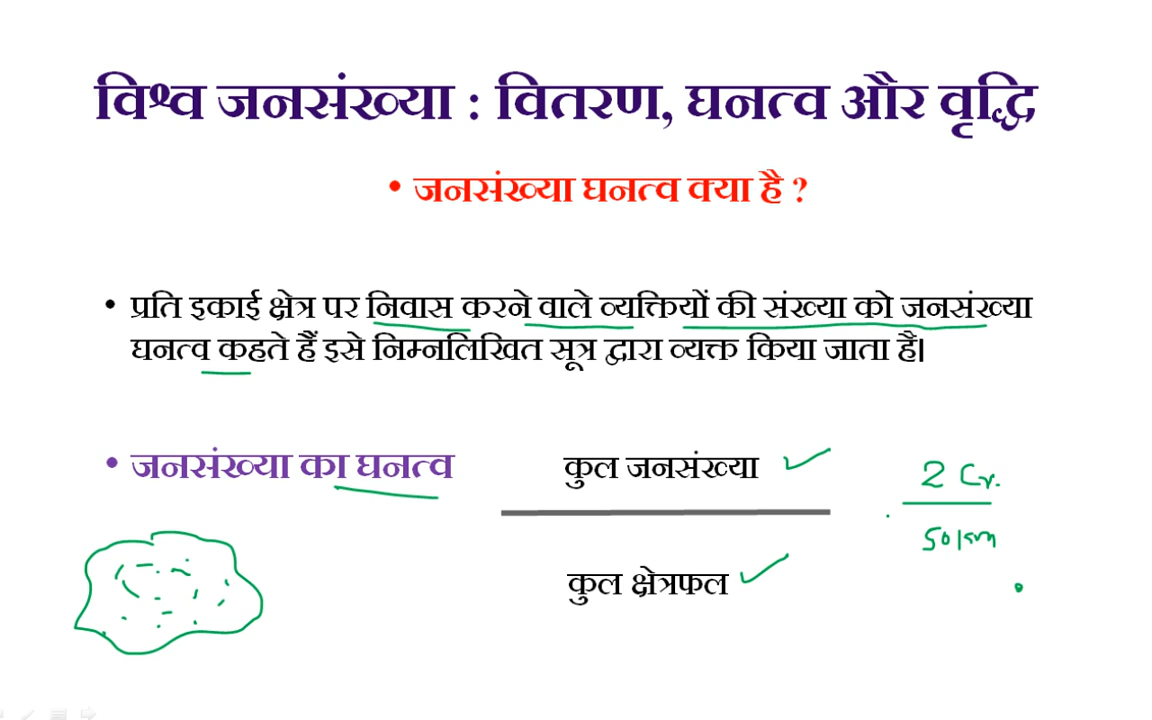 विश्व जनसंख्या : वितरण, घनत्व और वृद्धि
• जनसंख्या घनत्व क्या है ?
• प्रति इकाई क्षेत्र पर निवास करने वाले व्यक्तियों की संख्या को जनसंख्या
घनत्व कहते हैं इसे निम्नलिखित सूत्र द्वारा व्यक्त किया जाता है।
• जनसंख्या का घनत्व
कुल जनसंख्या
कुल क्षेत्रफल
2 Cr.
50 km